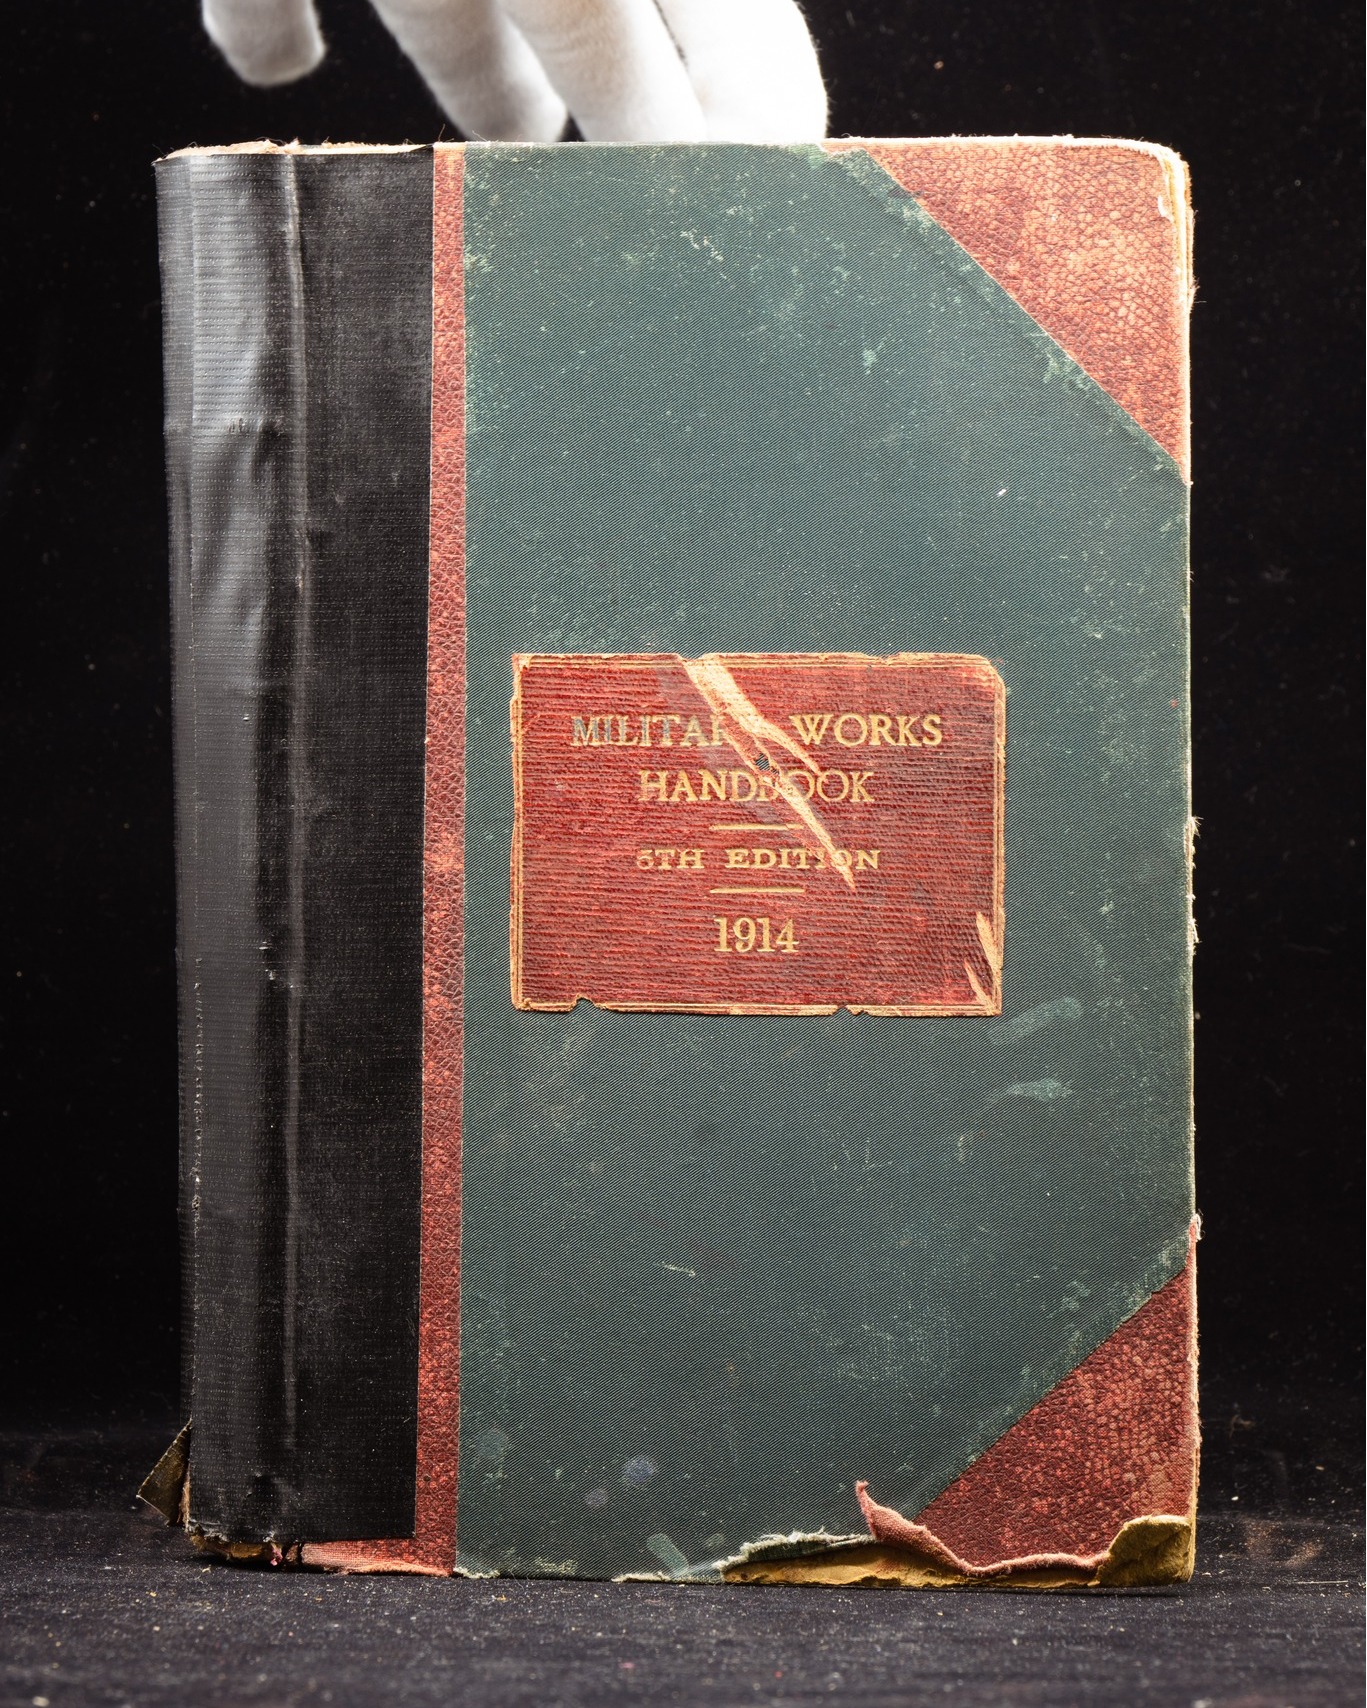 MILITARY WORKS
HANDBOOK
5TH EDITION
1914